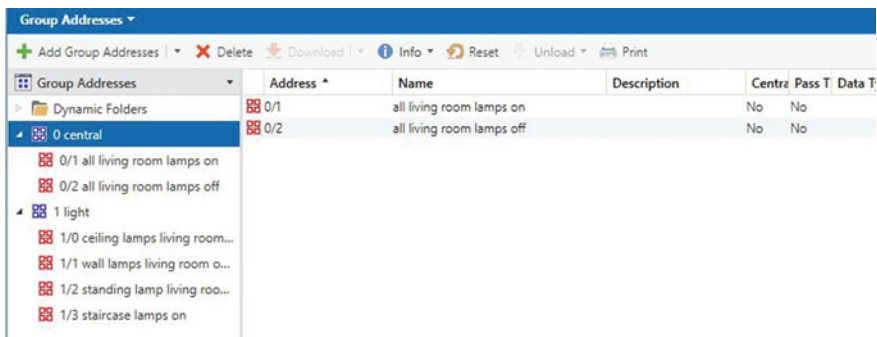 Group Addresses
Add Group Addresses Delete Download Info Reset Unload Print
Group Addresses Address Name Description Centra Pass T Data Ty
Dynamic Folders 0/1 all living room lamps on No No
0 central 0/2 all living room lamps off No No
0/1 all living room lamps on
0/2 all living room lamps off
1 light
1/0 ceiling lamps living room...
1/1 wall lamps living room o...
1/2 standing lamp living roo...
1/3 staircase lamps on